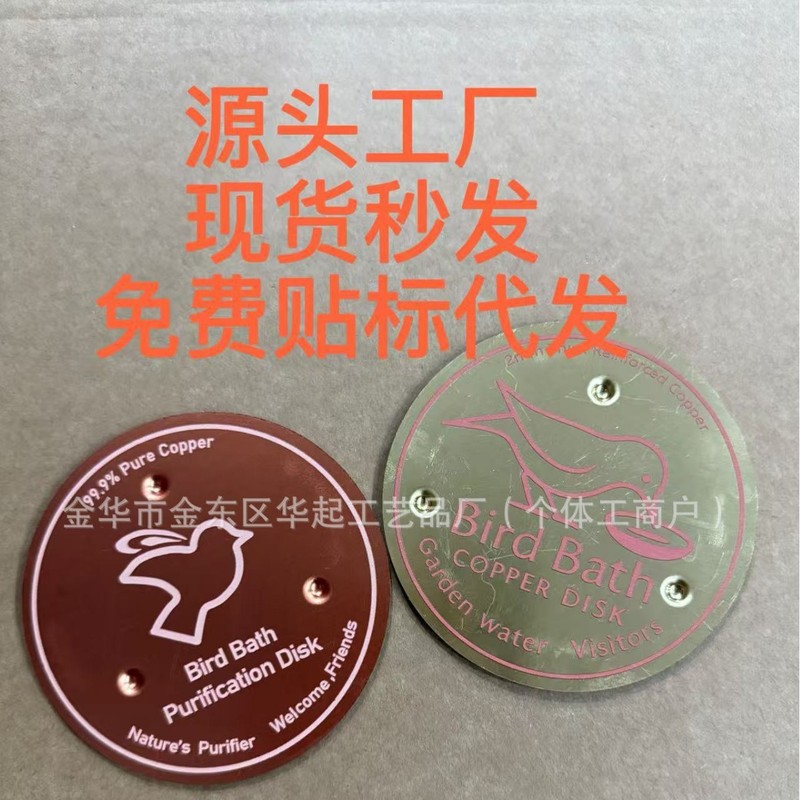 源头工厂
现货秒发
免费贴标代发
Reinforced Copper
99.9% Pure Copper
金华市金东区华起工艺品厂（个体工商户）
Bird Bath
COPPER DISK
Garden Water Visitors
Bird Bath
Purification Disk
Nature's Purifier Welcome,Friends